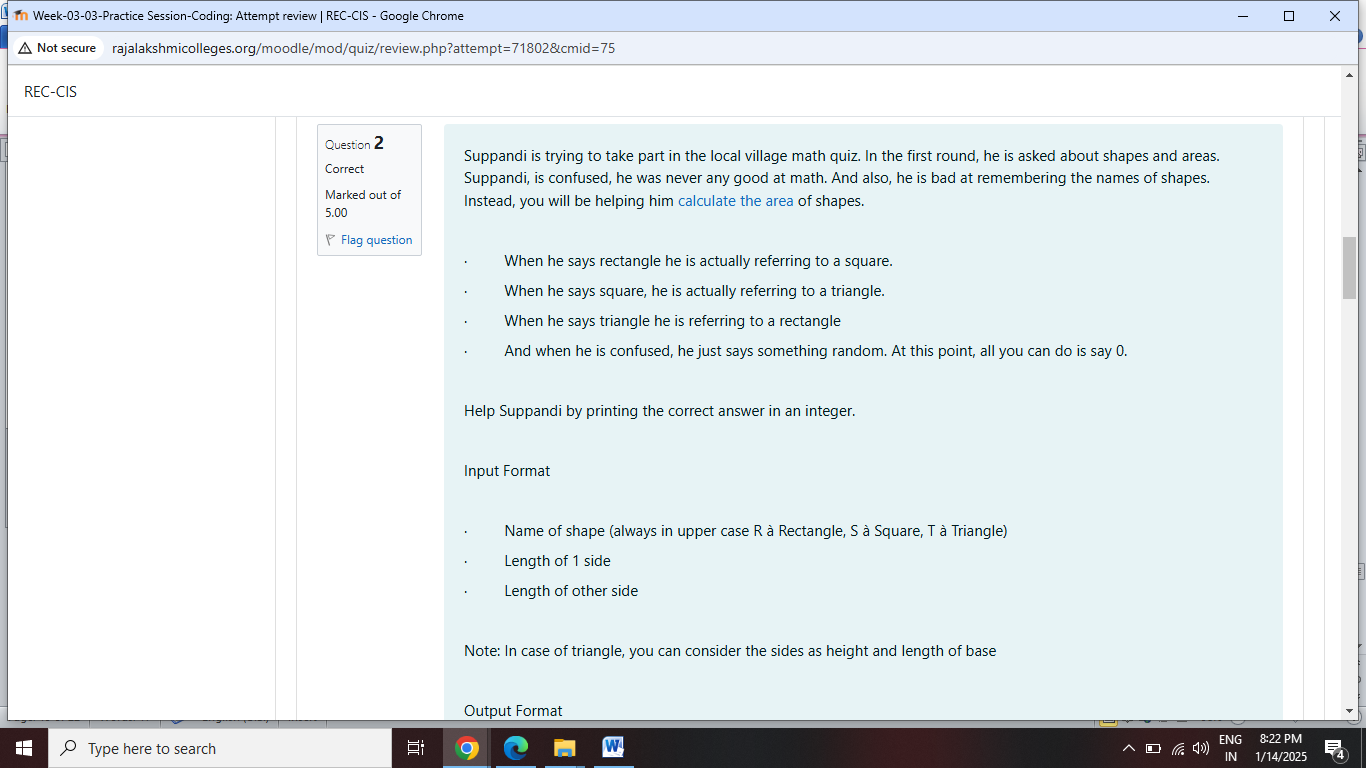 Week-03-03-Practice Session-Coding: Attempt review | REC-CIS - Google Chrome
Not secure rajalakshmicolleges.org/moodle/mod/quiz/review.php?attempt=71802&cmid=75
REC-CIS
Question 2
Correct
Marked out of
5.00
Flag question
Suppandi is trying to take part in the local village math quiz. In the first round, he is asked about shapes and areas.
Suppandi, is confused, he was never any good at math. And also, he is bad at remembering the names of shapes.
Instead, you will be helping him calculate the area of shapes.
· When he says rectangle he is actually referring to a square.
· When he says square, he is actually referring to a triangle.
· When he says triangle he is referring to a rectangle
· And when he is confused, he just says something random. At this point, all you can do is say 0.
Help Suppandi by printing the correct answer in an integer.
Input Format
· Name of shape (always in upper case R à Rectangle, S à Square, T à Triangle)
· Length of 1 side
· Length of other side
Note: In case of triangle, you can consider the sides as height and length of base
Output Format
Type here to search
ENG
IN
8:22 PM
1/14/2025
4